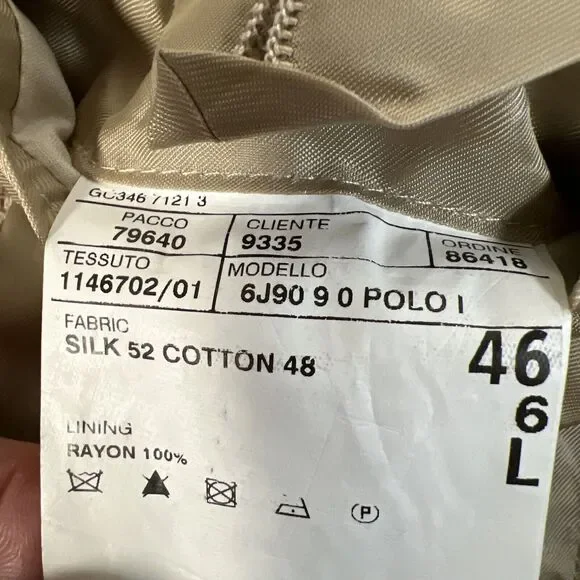 GC346 7121 3
PACCO CLIENTE ORDINE
79640 9335 86418
TESSUTO MODELLO
1146702/01 6J90 9 0 POLO I
FABRIC
SILK 52 COTTON 48
46
6
L
LINING
RAYON 100%
P